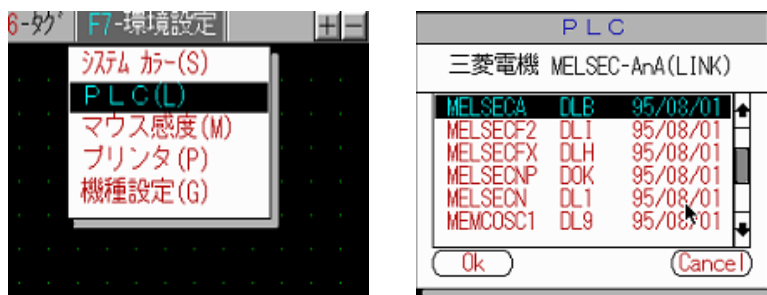 6-ﾀｸﾞ F7-環境設定 + -
ｼｽﾃﾑ ｶﾗｰ(S)
ＰＬＣ(L)
マウス感度(M)
プリンタ(P)
機種設定(G)
ＰＬＣ
三菱電機 MELSEC-AnA(LINK)
MELSECA DLB 95/08/01
MELSECF2 DLI 95/08/01
MELSECFX DLH 95/08/01
MELSECNP DOK 95/08/01
MELSECN DL1 95/08/01
MEMCOSC1 DL9 95/08/01
Ok Cancel